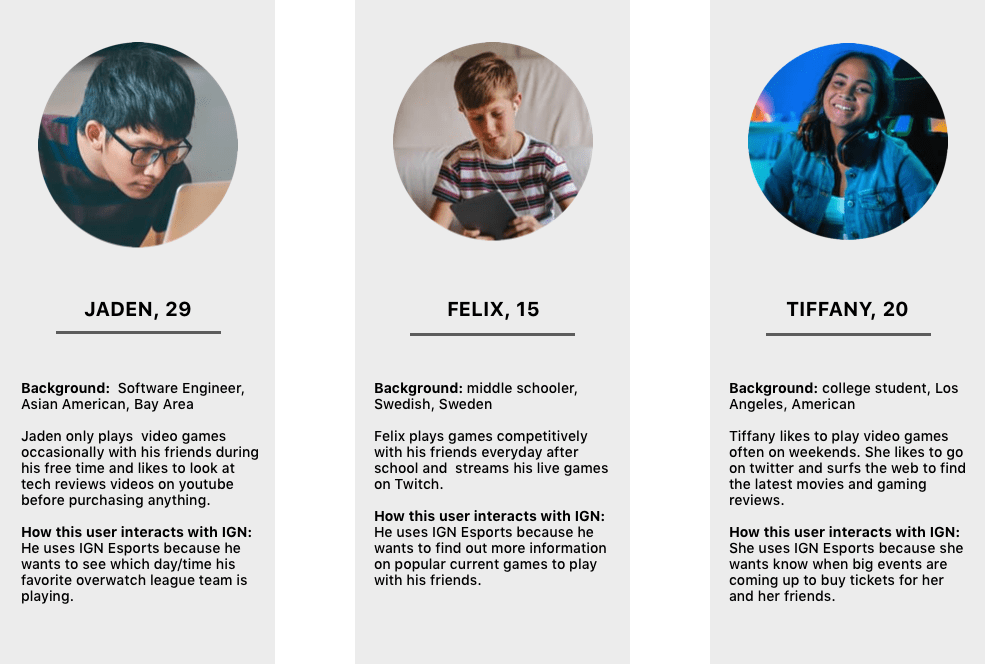 JADEN, 29
Background:  Software Engineer,
Asian American, Bay Area
Jaden only plays  video games
occasionally with his friends during
his free time and likes to look at
tech reviews videos on youtube
before purchasing anything.
How this user interacts with IGN:
He uses IGN Esports because he
wants to see which day/time his
favorite overwatch league team is
playing.
FELIX, 15
Background: middle schooler,
Swedish, Sweden
Felix plays games competitively
with his friends everyday after
school and  streams his live games
on Twitch.
How this user interacts with IGN:
He uses IGN Esports because he
wants to find out more information
on popular current games to play
with his friends.
TIFFANY, 20
Background: college student, Los
Angeles, American
Tiffany likes to play video games
often on weekends. She likes to go
on twitter and surfs the web to find
the latest movies and gaming
reviews.
How this user interacts with IGN:
She uses IGN Esports because she
wants know when big events are
coming up to buy tickets for her
and her friends.